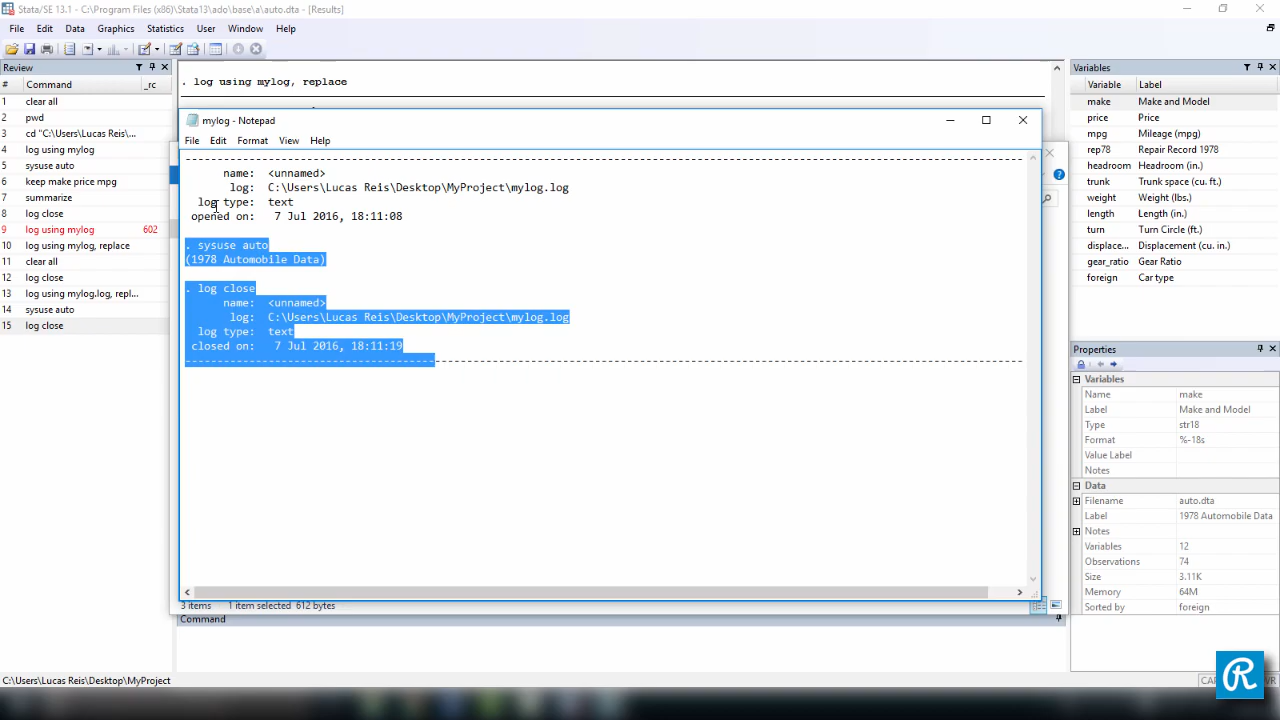 Stata/SE 13.1 - C:\Program Files (x86)\Stata13\ado\base\a\auto.dta - [Results]
File Edit Data Graphics Statistics User Window Help
Review
# Command _rc
1 clear all
2 pwd
3 cd "C:\Users\Lucas Reis\...
4 log using mylog
5 sysuse auto
6 keep make price mpg
7 summarize
8 log close
9 log using mylog 602
10 log using mylog, replace
11 clear all
12 log close
13 log using mylog.log, repl...
14 sysuse auto
15 log close
. log using mylog, replace
mylog - Notepad
File Edit Format View Help
name: <unnamed>
log: C:\Users\Lucas Reis\Desktop\MyProject\mylog.log
log type: text
opened on: 7 Jul 2016, 18:11:08
. sysuse auto
(1978 Automobile Data)
. log close
name: <unnamed>
log: C:\Users\Lucas Reis\Desktop\MyProject\mylog.log
log type: text
closed on: 7 Jul 2016, 18:11:19
3 items 1 item selected 612 bytes
Command
Variables
Variable Label
make Make and Model
price Price
mpg Mileage (mpg)
rep78 Repair Record 1978
headroom Headroom (in.)
trunk Trunk space (cu. ft.)
weight Weight (lbs.)
length Length (in.)
turn Turn Circle (ft.)
displace... Displacement (cu. in.)
gear_ratio Gear Ratio
foreign Car type
Properties
Variables
Name make
Label Make and Model
Type str18
Format %-18s
Value Label
Notes
Data
Filename auto.dta
Label 1978 Automobile Data
Notes
Variables 12
Observations 74
Size 3.11K
Memory 64M
Sorted by foreign
C:\Users\Lucas Reis\Desktop\MyProject
R